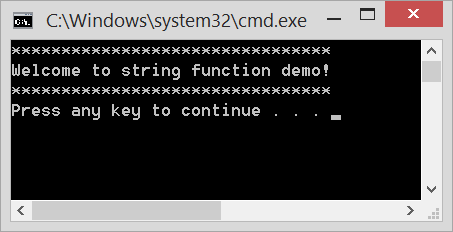 C:\Windows\system32\cmd.exe
********************************
Welcome to string function demo!
********************************
Press any key to continue . . .